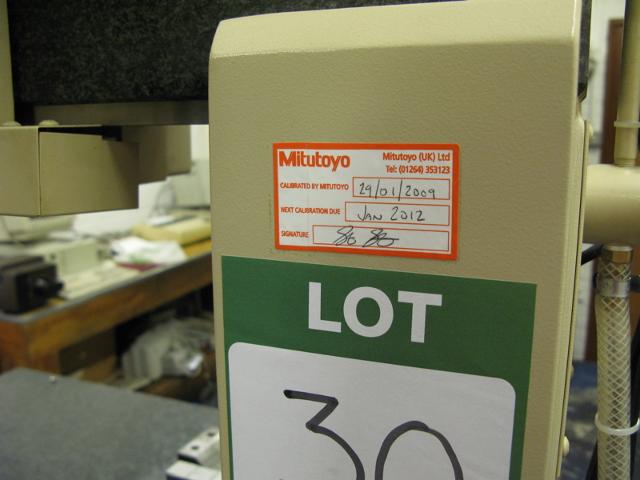 Mitutoyo
Mitutoyo (UK) Ltd
Tel: (01264) 353123
CALIBRATED BY MITUTOYO 29/01/2009
NEXT CALIBRATION DUE JAN 2012
SIGNATURE
LOT
30